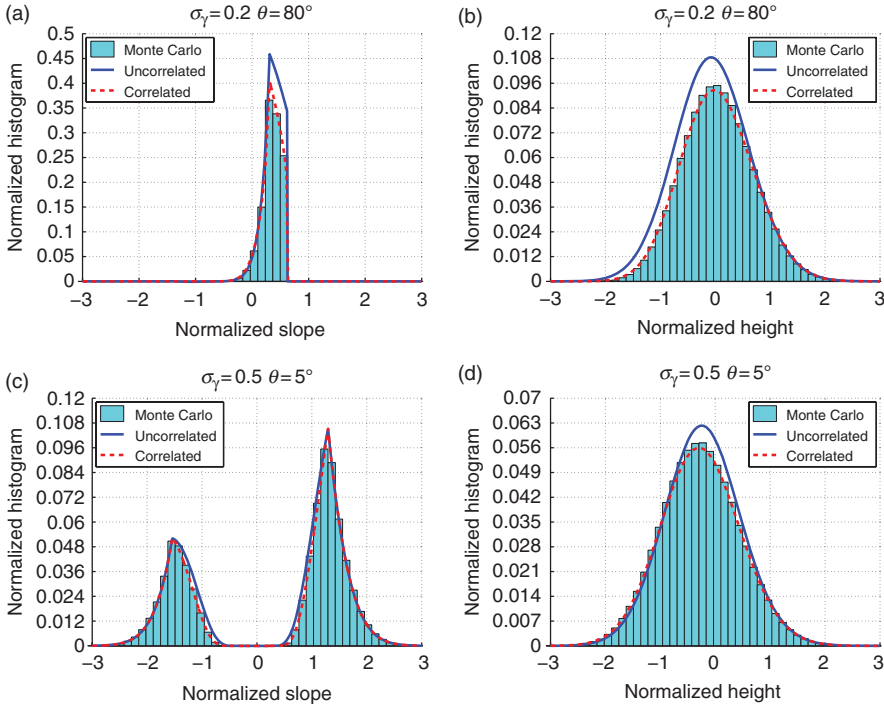 (a)
σγ=0.2 θ=80°
0.5
0.45
0.4
0.35
0.3
0.25
0.2
0.15
0.1
0.05
0
Normalized histogram
Monte Carlo
Uncorrelated
Correlated
−3 −2 −1 0 1 2 3
Normalized slope
(b)
σγ=0.2 θ=80°
0.12
0.108
0.096
0.084
0.072
0.06
0.048
0.036
0.024
0.012
0
Normalized histogram
Monte Carlo
Uncorrelated
Correlated
−3 −2 −1 0 1 2 3
Normalized height
(c)
σγ=0.5 θ=5°
0.12
0.108
0.096
0.084
0.072
0.06
0.048
0.036
0.024
0.012
0
Normalized histogram
Monte Carlo
Uncorrelated
Correlated
−3 −2 −1 0 1 2 3
Normalized slope
(d)
σγ=0.5 θ=5°
0.07
0.063
0.056
0.049
0.042
0.035
0.028
0.021
0.014
0.007
0
Normalized histogram
Monte Carlo
Uncorrelated
Correlated
−3 −2 −1 0 1 2 3
Normalized height